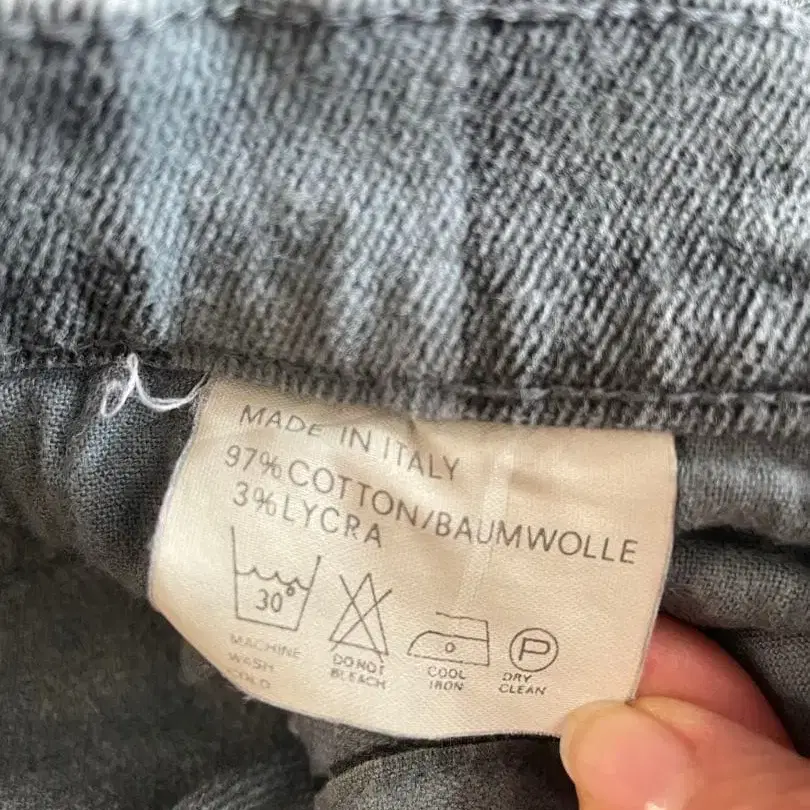 MADE IN ITALY
97% COTTON/BAUMWOLLE
3% LYCRA
30°
MACHINE
WASH
COLD
DO NOT
BLEACH
COOL
IRON
P
DRY
CLEAN